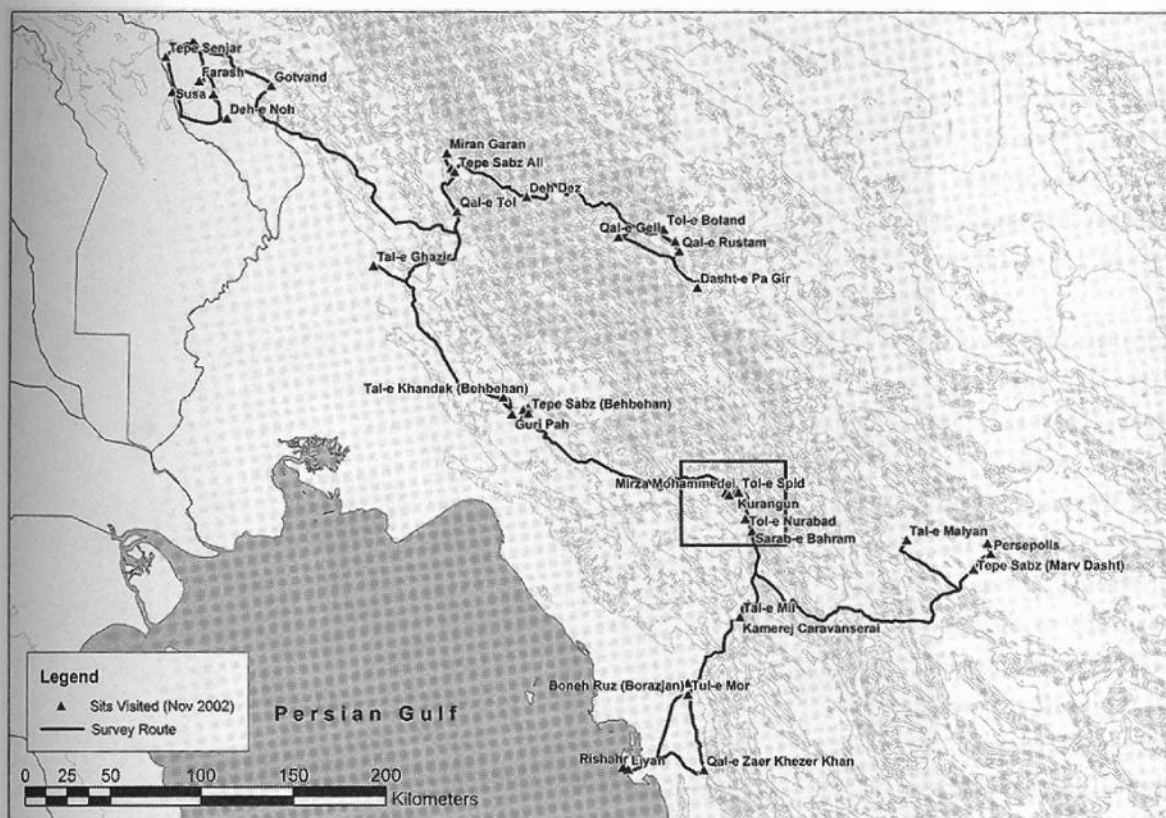 Tepe Senjar
Farash
Gotvand
Susa
Deh-e Noh
Miran Garan
Tepe Sabz Ali
Deh Dez
Qal-e Tol
Tol-e Boland
Qal-e Geli
Qal-e Rustam
Tal-e Ghazir
Dasht-e Pa Gir
Tal-e Khandak (Behbehan)
Tepe Sabz (Behbehan)
Guri Pah
Mirza Mohammedei
Tol-e Spid
Kurangun
Tol-e Nurabad
Sarab-e Bahram
Tal-e Malyan
Persepolis
Tepe Sabz (Marv Dasht)
Tal-e Mil
Kamerej Caravanserai
Boneh Ruz (Borazjan)
Tul-e Mor
Rishahr
Liyan
Qal-e Zaer Khezer Khan
Persian Gulf
Legend
Sits Visited (Nov 2002)
Survey Route
0 25 50 100 150 200
Kilometers